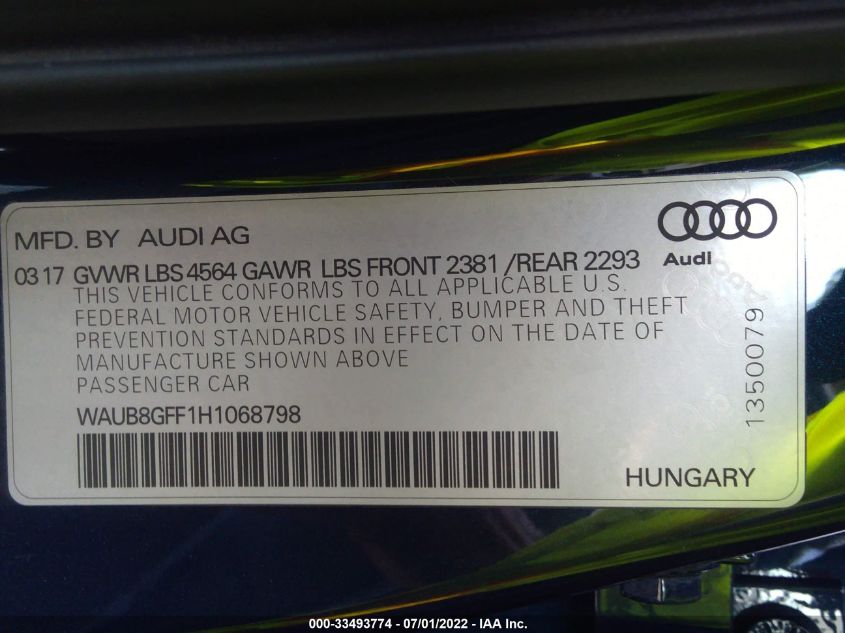 MFD. BY AUDI AG
Audi
03 17 GVWR LBS 4564 GAWR LBS FRONT 2381 /REAR 2293
THIS VEHICLE CONFORMS TO ALL APPLICABLE U.S.
FEDERAL MOTOR VEHICLE SAFETY, BUMPER AND THEFT
PREVENTION STANDARDS IN EFFECT ON THE DATE OF
MANUFACTURE SHOWN ABOVE
PASSENGER CAR
WAUB8GFF1H1068798
1350079
HUNGARY
000-33493774 - 07/01/2022 - IAA Inc.